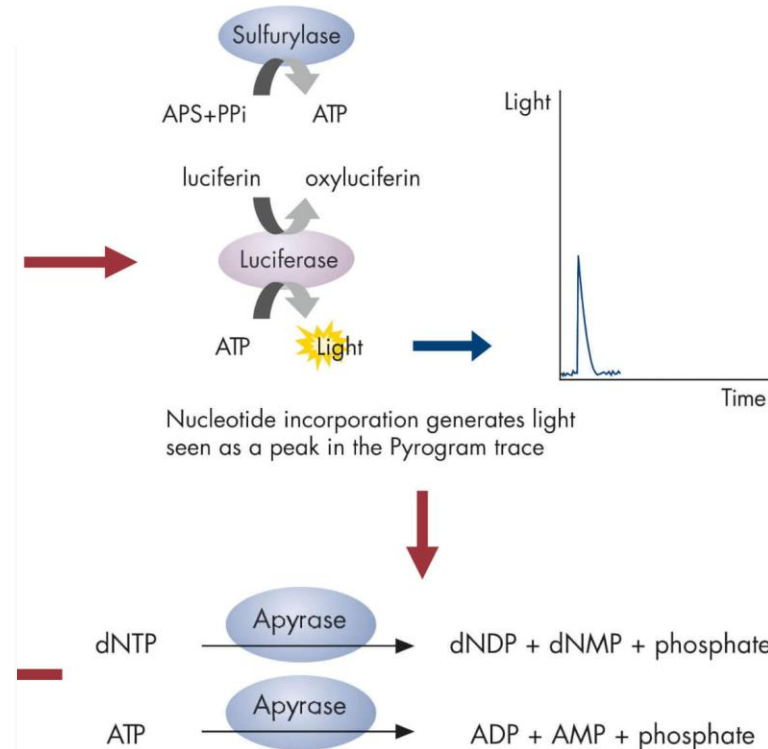 Sulfurylase
APS+PPi ATP
luciferin oxyluciferin
Luciferase
ATP Light
Light
Time
Nucleotide incorporation generates light
seen as a peak in the Pyrogram trace
Apyrase
dNTP dNDP + dNMP + phosphate
Apyrase
ATP ADP + AMP + phosphate